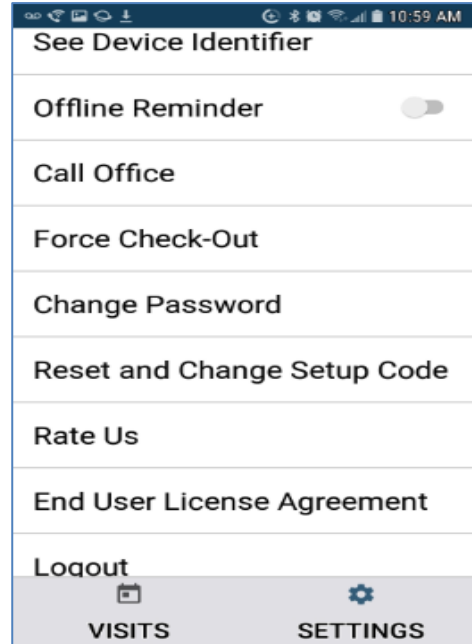 10:59 AM
See Device Identifier
Offline Reminder
Call Office
Force Check-Out
Change Password
Reset and Change Setup Code
Rate Us
End User License Agreement
Logout
VISITS SETTINGS